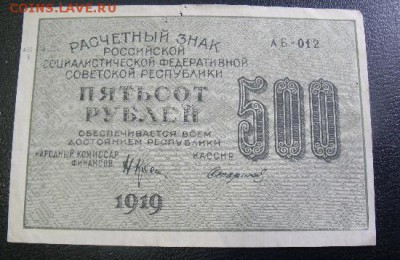 COINS.LAVE.RU
РАСЧЕТНЫЙ ЗНАК
РОССИЙСКОЙ
АБ-012
СОЦИАЛИСТИЧЕСКОЙ ФЕДЕРАТИВНОЙ
СОВЕТСКОЙ РЕСПУБЛИКИ
ПЯТЬСОТ
РУБЛЕЙ
500
ОБЕСПЕЧИВАЕТСЯ ВСЕМ
ДОСТОЯНИЕМ РЕСПУБЛИКИ
НАРОДНЫЙ КОМИССАР
ФИНАНСОВ
КАССИР
1919